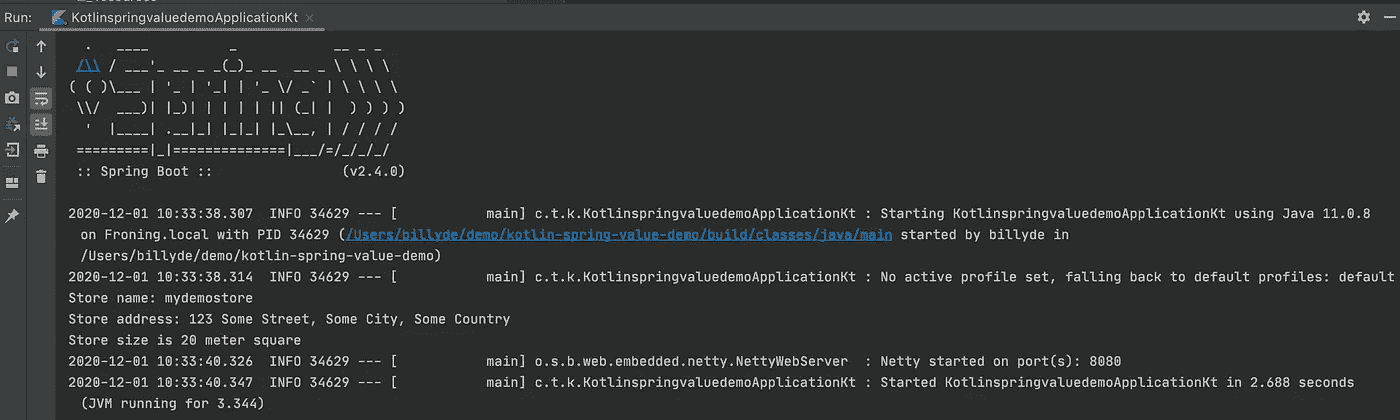 Run: KotlinspringvaluedemoApplicationKt
  .   ____          _            __ _ _
 /\\ / ___'_ __ _ _(_)_ __  __ _ \ \ \ \
( ( )\___ | '_ | '_| | '_ \/ _` | \ \ \ \
 \\/  ___)| |_)| | | | | || (_| |  ) ) ) )
  '  |____| .__|_| |_|_| |_\__, | / / / /
 =========|_|==============|___/=/_/_/_/
 :: Spring Boot ::                (v2.4.0)
2020-12-01 10:33:38.307  INFO 34629 --- [           main] c.t.k.KotlinspringvaluedemoApplicationKt : Starting KotlinspringvaluedemoApplicationKt using Java 11.0.8
on Froning.local with PID 34629 (/Users/billyde/demo/kotlin-spring-value-demo/build/classes/java/main started by billyde in
/Users/billyde/demo/kotlin-spring-value-demo)
2020-12-01 10:33:38.314  INFO 34629 --- [           main] c.t.k.KotlinspringvaluedemoApplicationKt : No active profile set, falling back to default profiles: default
Store name: mydemostore
Store address: 123 Some Street, Some City, Some Country
Store size is 20 meter square
2020-12-01 10:33:40.326  INFO 34629 --- [           main] o.s.b.web.embedded.netty.NettyWebServer  : Netty started on port(s): 8080
2020-12-01 10:33:40.347  INFO 34629 --- [           main] c.t.k.KotlinspringvaluedemoApplicationKt : Started KotlinspringvaluedemoApplicationKt in 2.688 seconds
(JVM running for 3.344)